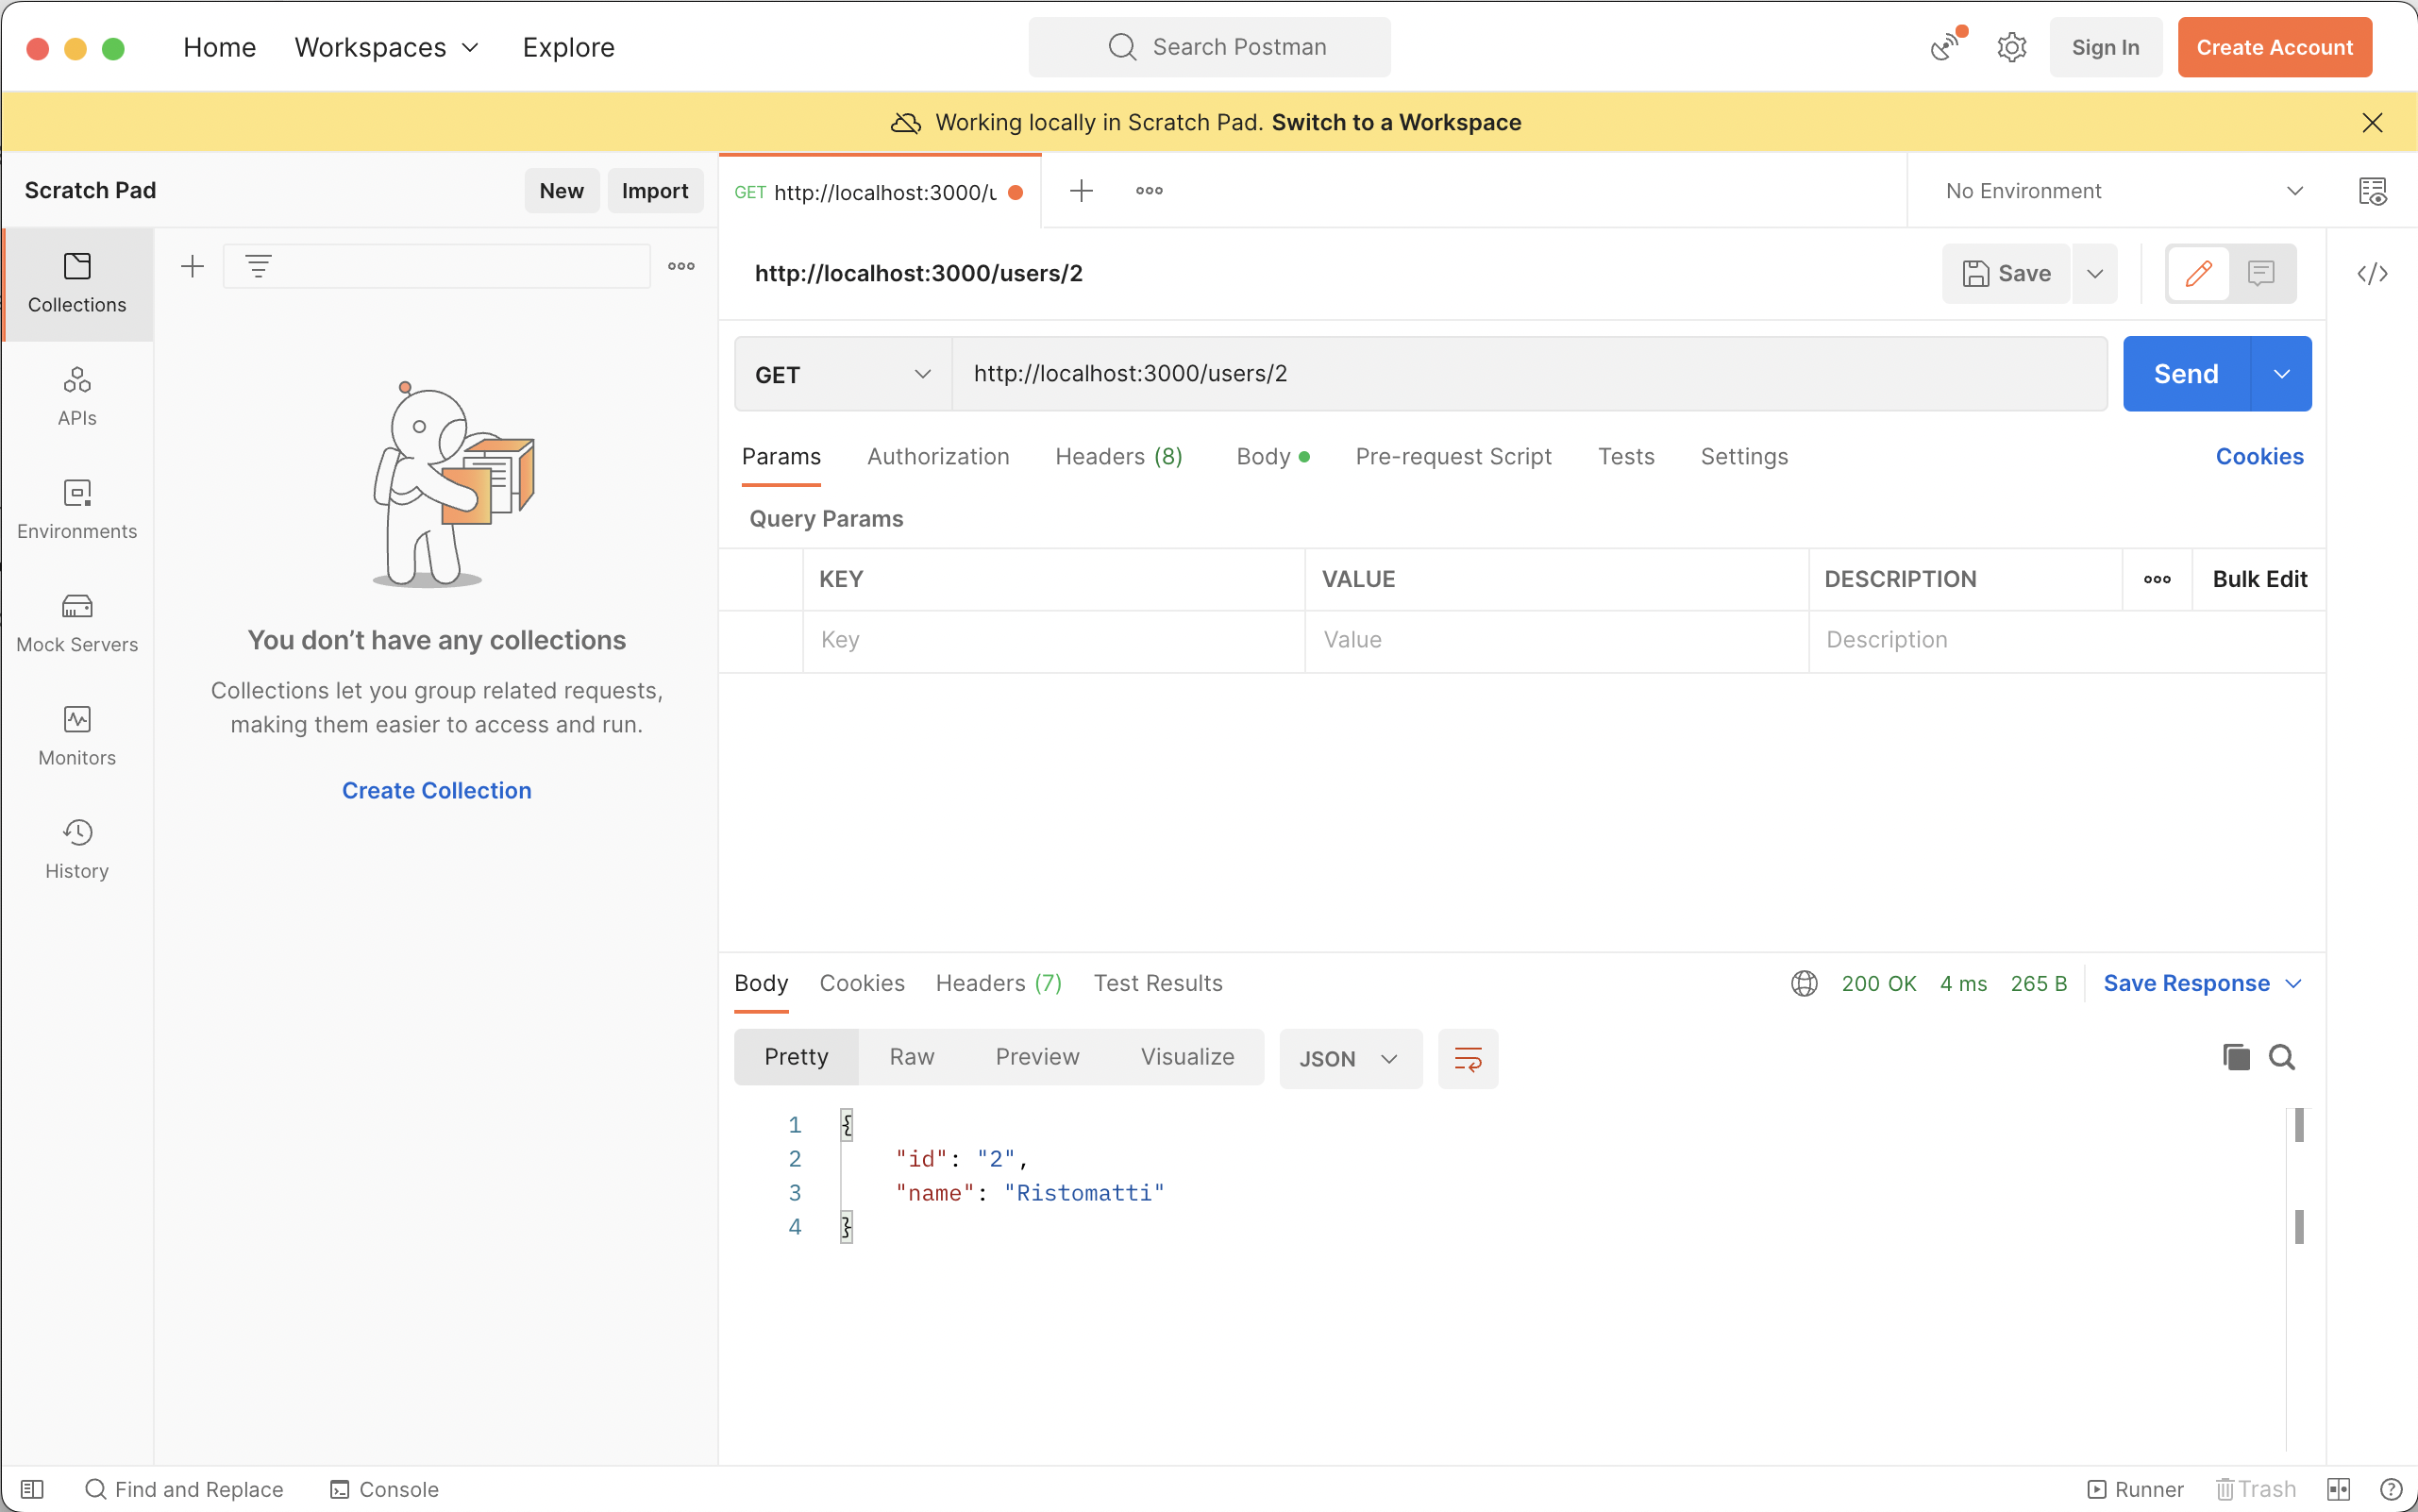 Home Workspaces Explore Search Postman Sign In Create Account
Working locally in Scratch Pad. Switch to a Workspace
Scratch Pad New Import
GET http://localhost:3000/u
No Environment
Collections
APIs
Environments
Mock Servers
Monitors
History
You don’t have any collections
Collections let you group related requests,
making them easier to access and run.
Create Collection
http://localhost:3000/users/2
Save
</>
GET http://localhost:3000/users/2 Send
Params Authorization Headers (8) Body Pre-request Script Tests Settings Cookies
Query Params
KEY VALUE DESCRIPTION Bulk Edit
Key Value Description
Body Cookies Headers (7) Test Results 200 OK 4 ms 265 B Save Response
Pretty Raw Preview Visualize JSON
1 {
2 "id": "2",
3 "name": "Ristomatti"
4 }
Find and Replace Console Runner Trash